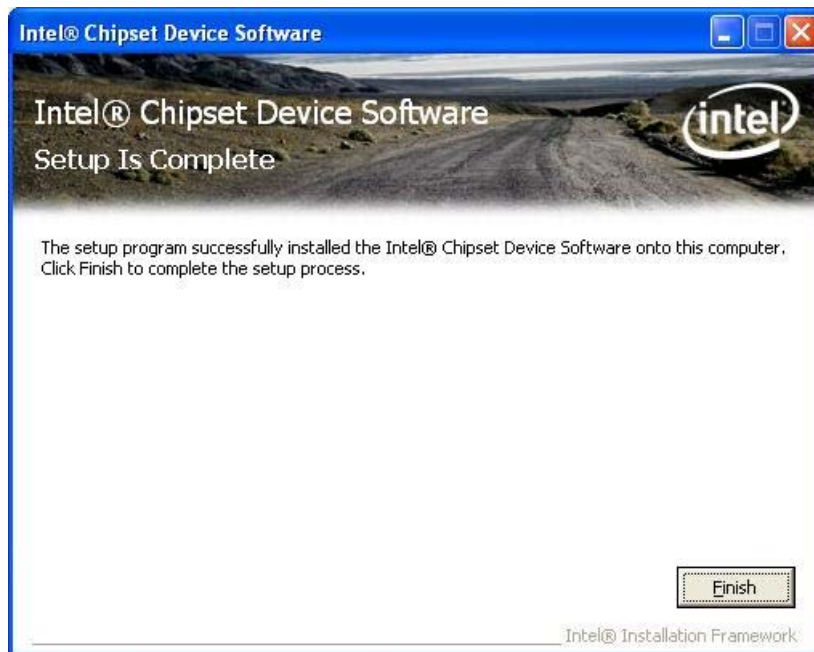 Intel® Chipset Device Software
Intel® Chipset Device Software
intel
Setup Is Complete
The setup program successfully installed the Intel® Chipset Device Software onto this computer.
Click Finish to complete the setup process.
Finish
Intel® Installation Framework